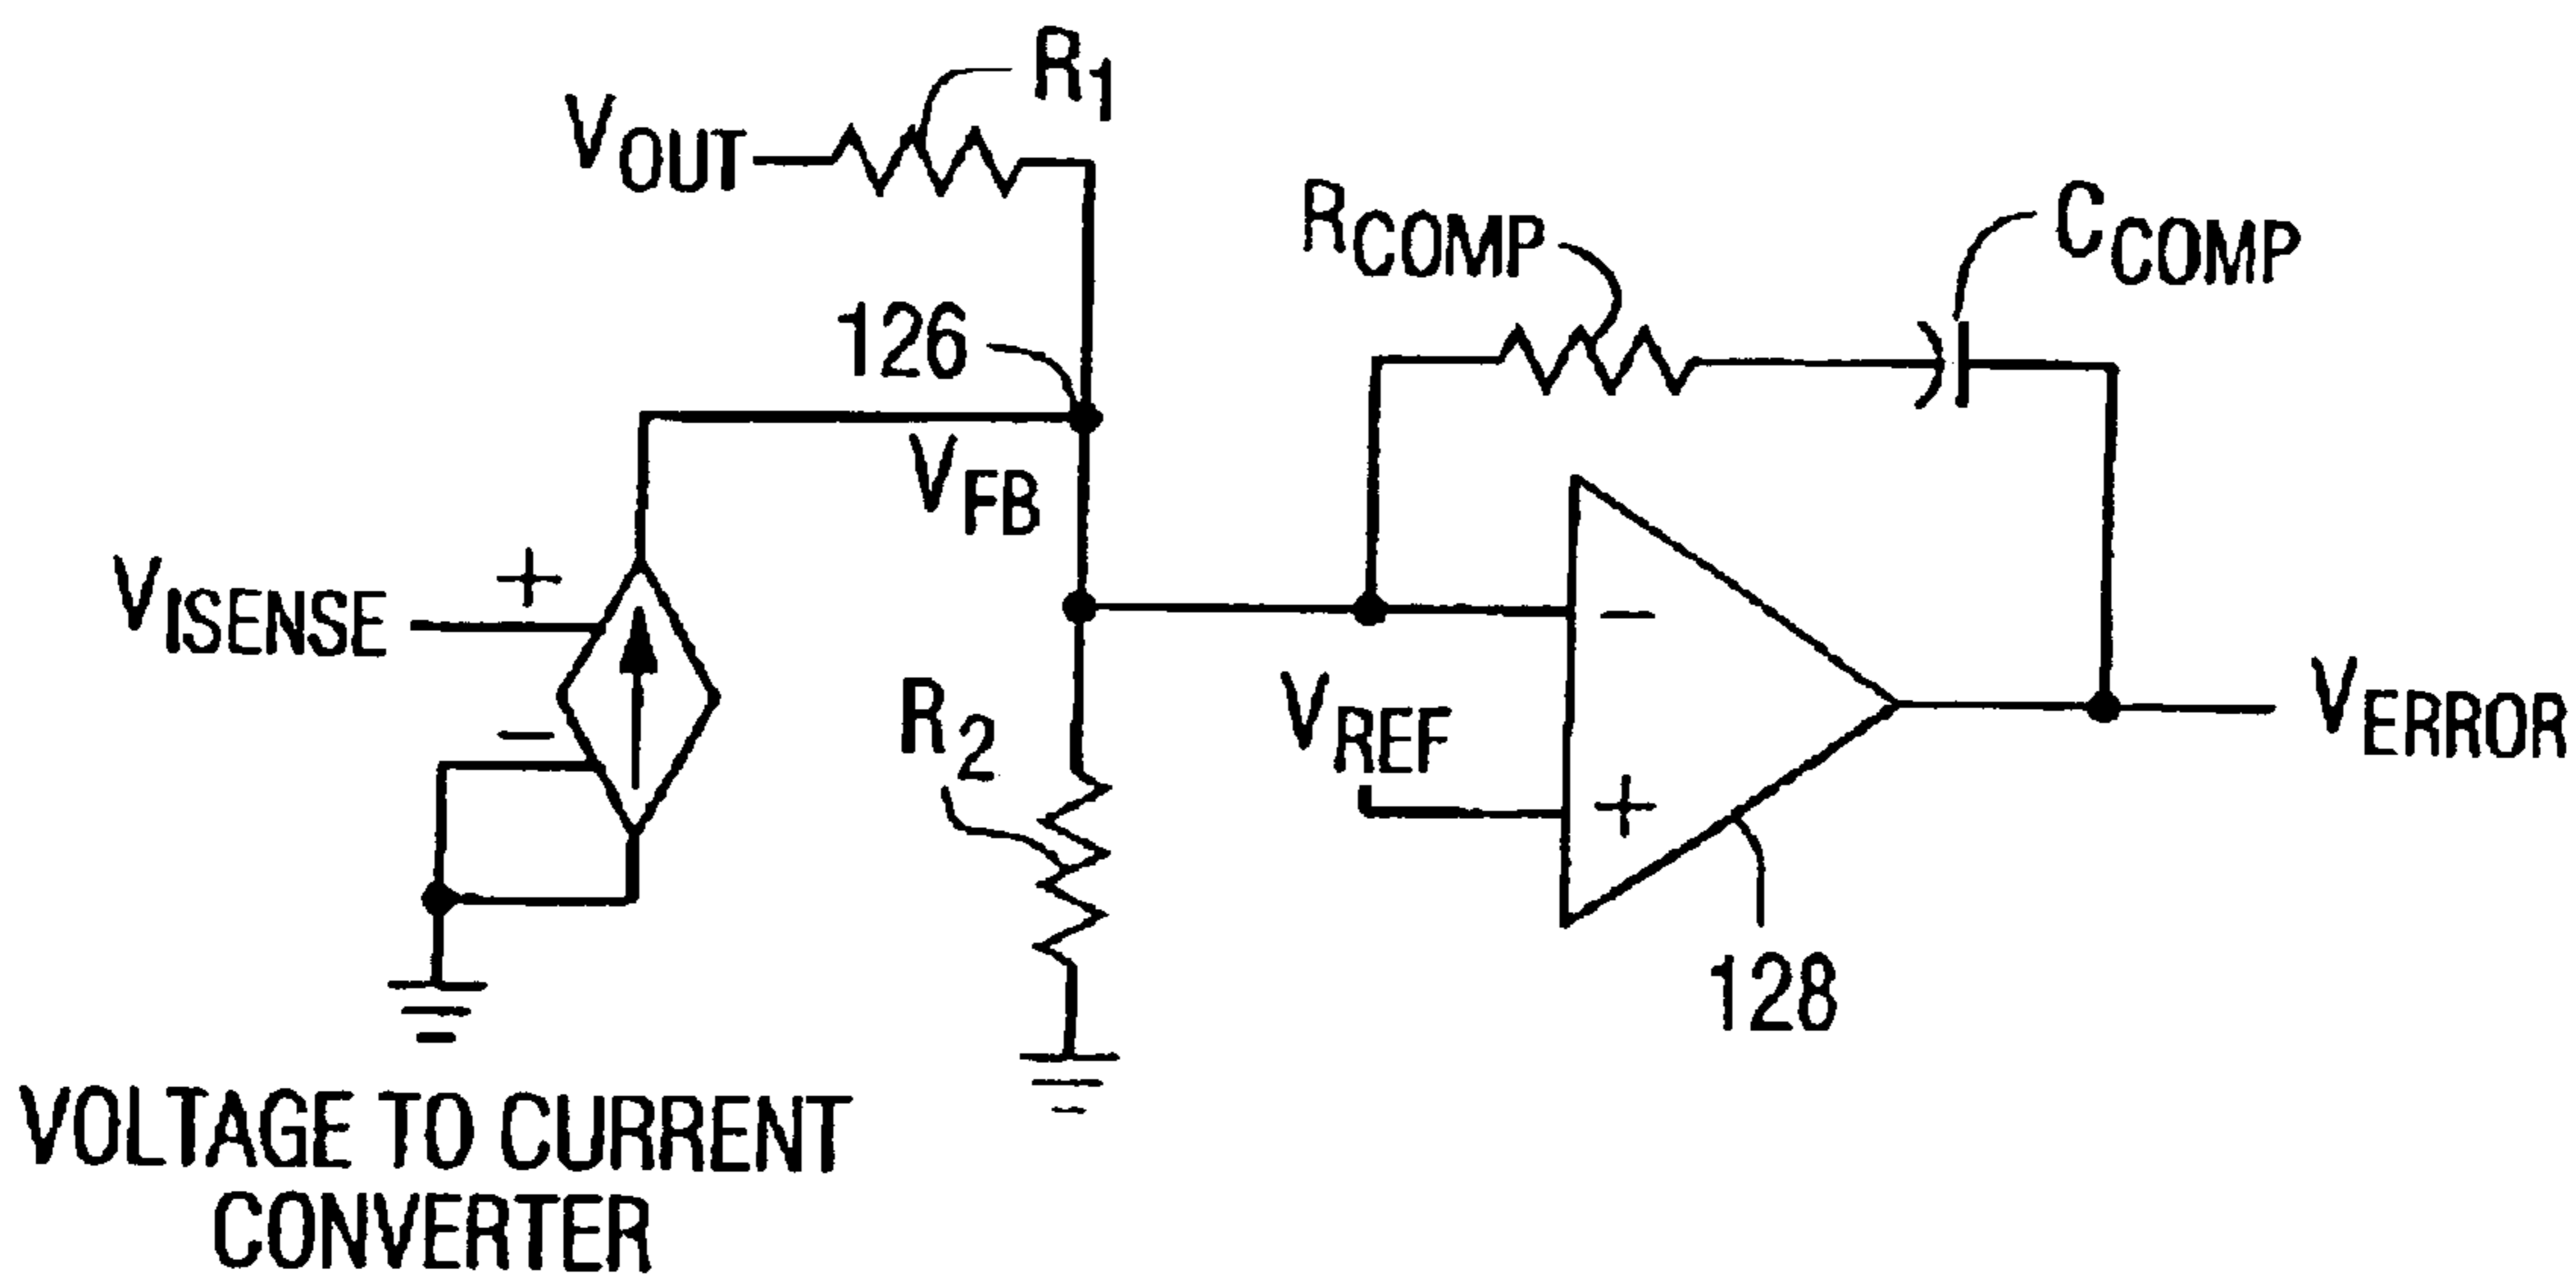 R1
VOUT
RCOMP
CCOMP
126
VFB
+
VISENSE
−
−
R2
VREF
VERROR
+
128
VOLTAGE TO CURRENT
CONVERTER